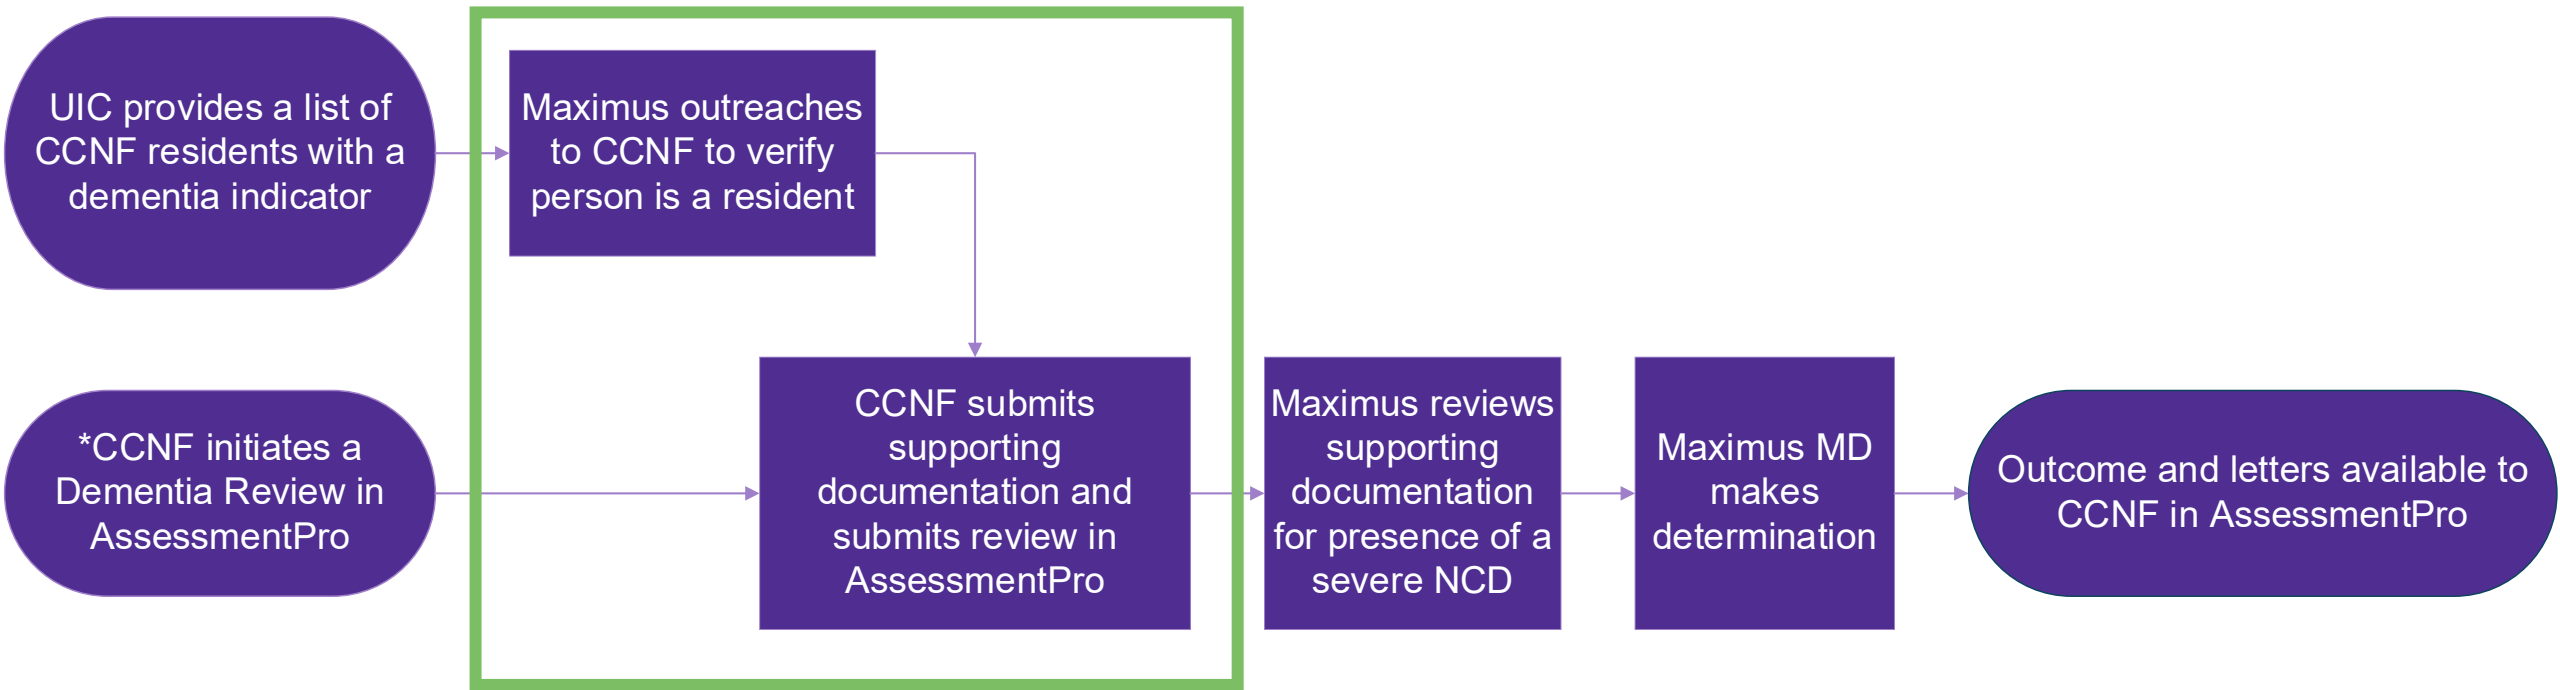 UIC provides a list of
CCNF residents with a
dementia indicator
Maximus outreaches
to CCNF to verify
person is a resident
*CCNF initiates a
Dementia Review in
AssessmentPro
CCNF submits
supporting
documentation and
submits review in
AssessmentPro
Maximus reviews
supporting
documentation
for presence of a
severe NCD
Maximus MD
makes
determination
Outcome and letters available to
CCNF in AssessmentPro